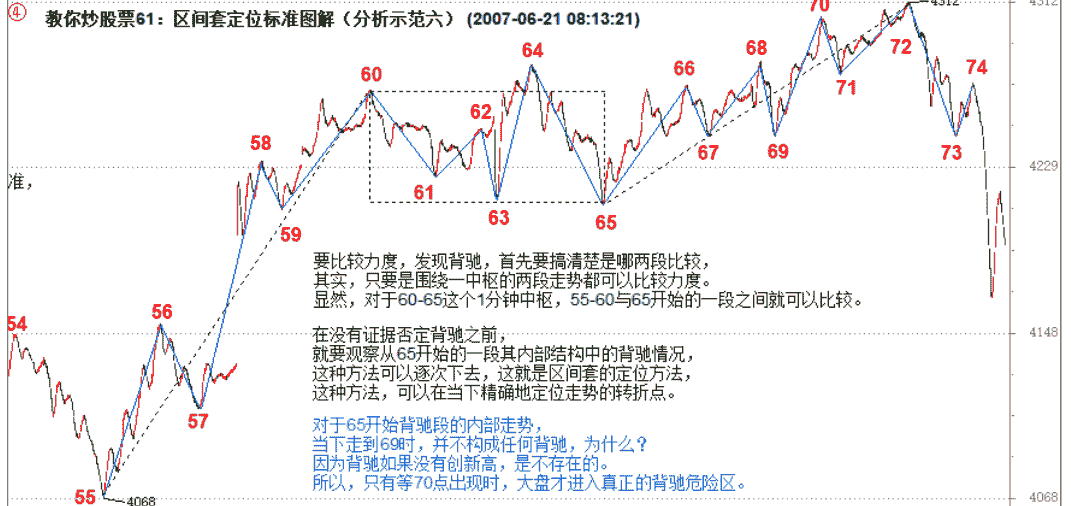 ④ 教你炒股票61：区间套定位标准图解（分析示范六） (2007-06-21 08:13:21)
4312
4312
70
72
64
68
60
66
74
62
58
71
67
69
73
4229
准，
61
63
65
59
要比较力度，发现背驰，首先要搞清楚是哪两段比较，
其实，只要是围绕一中枢的两段走势都可以比较力度。
显然，对于60-65这个1分钟中枢，55-60与65开始的一段之间就可以比较。
56
54
4148
在没有证据否定背驰之前，
就要观察从65开始的一段其内部结构中的背驰情况，
这种方法可以逐次下去，这就是区间套的定位方法，
这种方法，可以在当下精确地定位走势的转折点。
57
对于65开始背驰段的内部走势，
当下走到69时，并不构成任何背驰，为什么？
因为背驰如果没有创新高，是不存在的。
所以，只有等70点出现时，大盘才进入真正的背驰危险区。
55
4068
4068